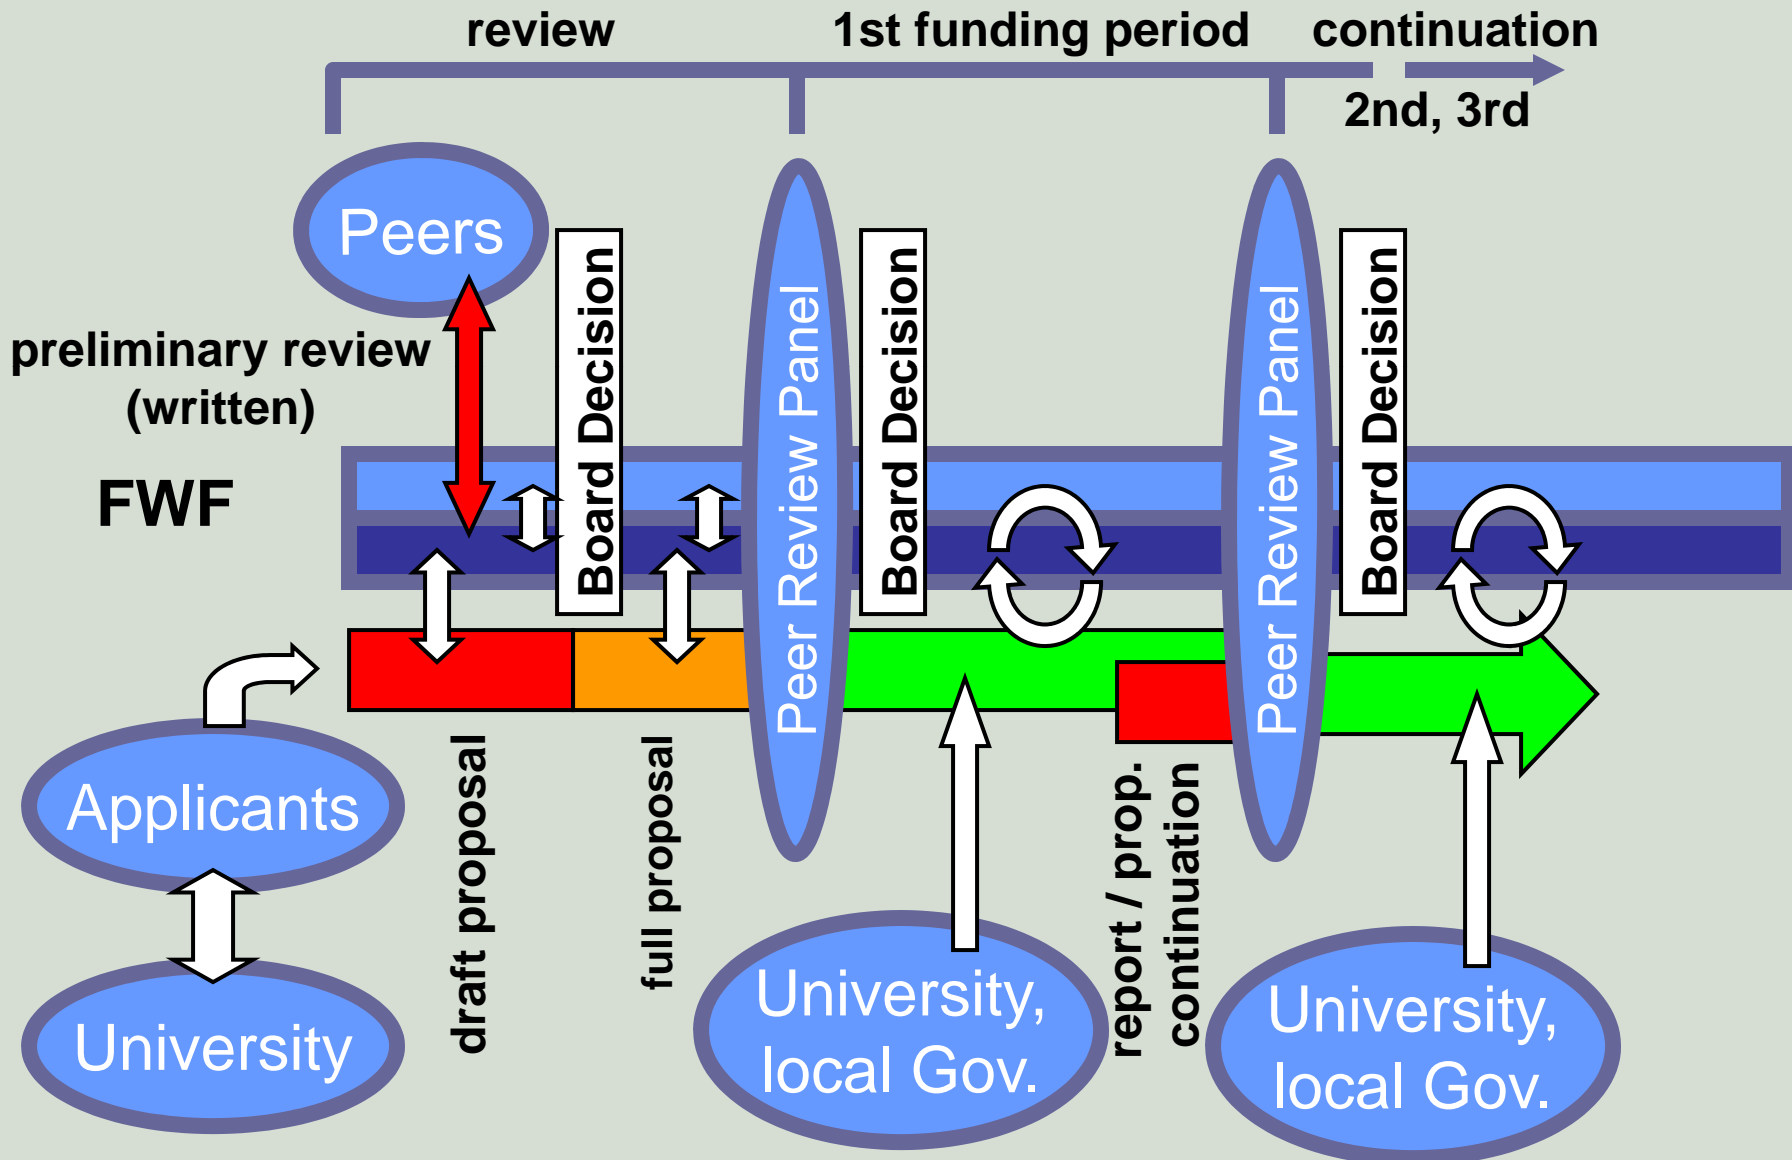 review
1st funding period
continuation
2nd, 3rd
Peers
preliminary review
(written)
FWF
Board Decision
Peer Review Panel
Board Decision
Peer Review Panel
Board Decision
Applicants
University
draft proposal
full proposal
University,
local Gov.
report / prop.
continuation
University,
local Gov.